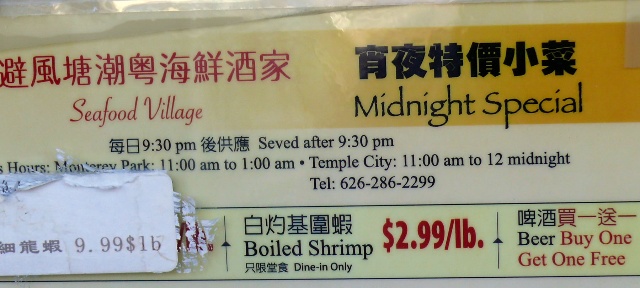 避風塘潮粵海鮮酒家
Seafood Village
宵夜特價小菜
Midnight Special
每日9:30 pm 後供應 Seved after 9:30 pm
s Hours: Monterey Park: 11:00 am to 1:00 am • Temple City: 11:00 am to 12 midnight
Tel: 626-286-2299
細龍蝦 9.99$lb
白灼基圍蝦
Boiled Shrimp
只限堂食 Dine-in Only
$2.99/lb.
啤酒買一送一
Beer Buy One
Get One Free